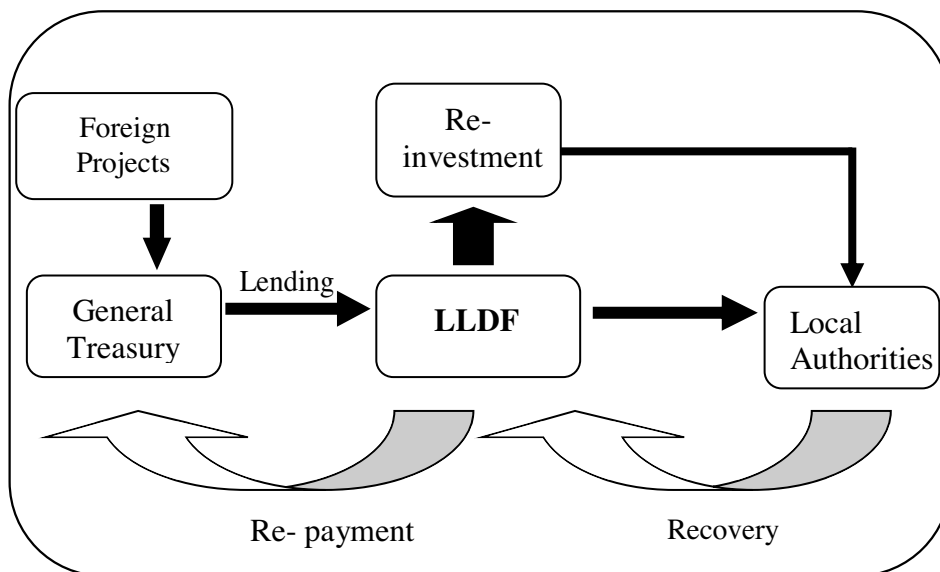 Foreign
Projects
Re-
investment
Lending
General
Treasury
LLDF
Local
Authorities
Re- payment
Recovery